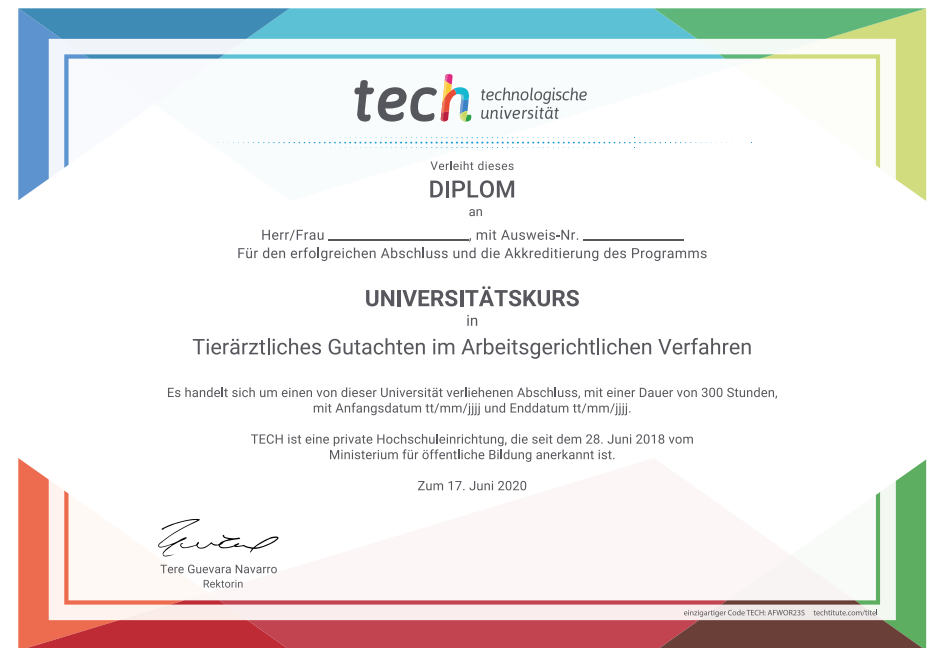 tech technologische
universität
Verleiht dieses
DIPLOM
an
Herr/Frau ____________, mit Ausweis-Nr. ____________
Für den erfolgreichen Abschluss und die Akkreditierung des Programms
UNIVERSITÄTSKURS
in
Tierärztliches Gutachten im Arbeitsgerichtlichen Verfahren
Es handelt sich um einen von dieser Universität verliehenen Abschluss, mit einer Dauer von 300 Stunden,
mit Anfangsdatum tt/mm/jjjj und Enddatum tt/mm/jjjj.
TECH ist eine private Hochschuleinrichtung, die seit dem 28. Juni 2018 vom
Ministerium für öffentliche Bildung anerkannt ist.
Zum 17. Juni 2020
Tere Guevara Navarro
Rektorin
einzigartiger Code TECH: AFWOR23S techtitute.com/titel